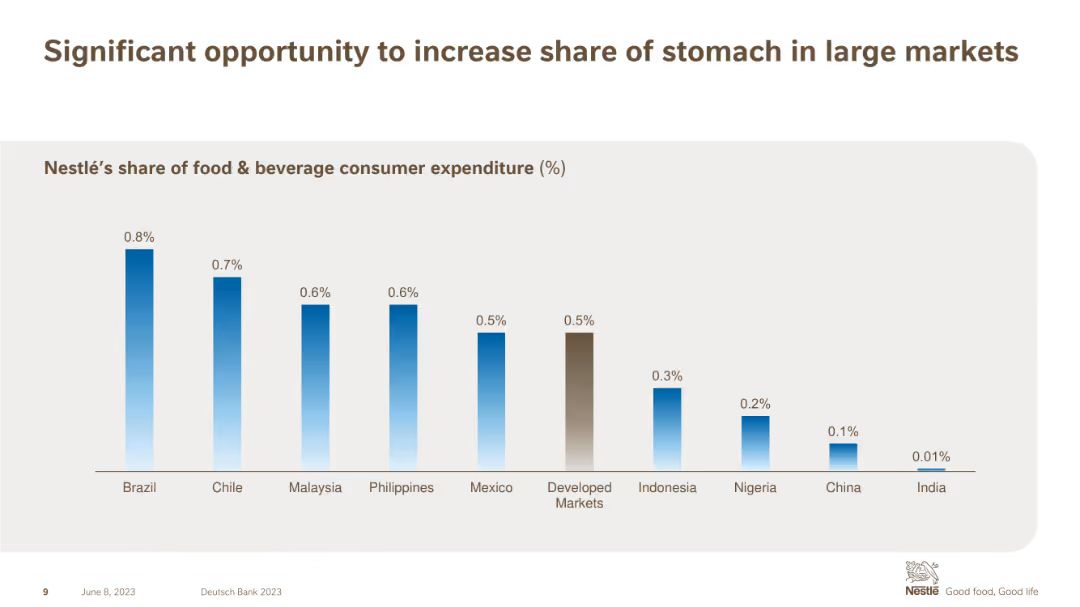 Significant opportunity to increase share of stomach in large markets
Nestlé's share of food & beverage consumer expenditure (%)
0.8%
0.7%
0.6%
0.6%
0.5%
0.5%
0.3%
0.2%
0.1%
0.01%
Brazil
Chile
Malaysia
Philippines
Mexico
Developed
Markets
Indonesia
Nigeria
China
India
9
June 8, 2023
Deutsch Bank 2023
Nestlé
Good food, Good life